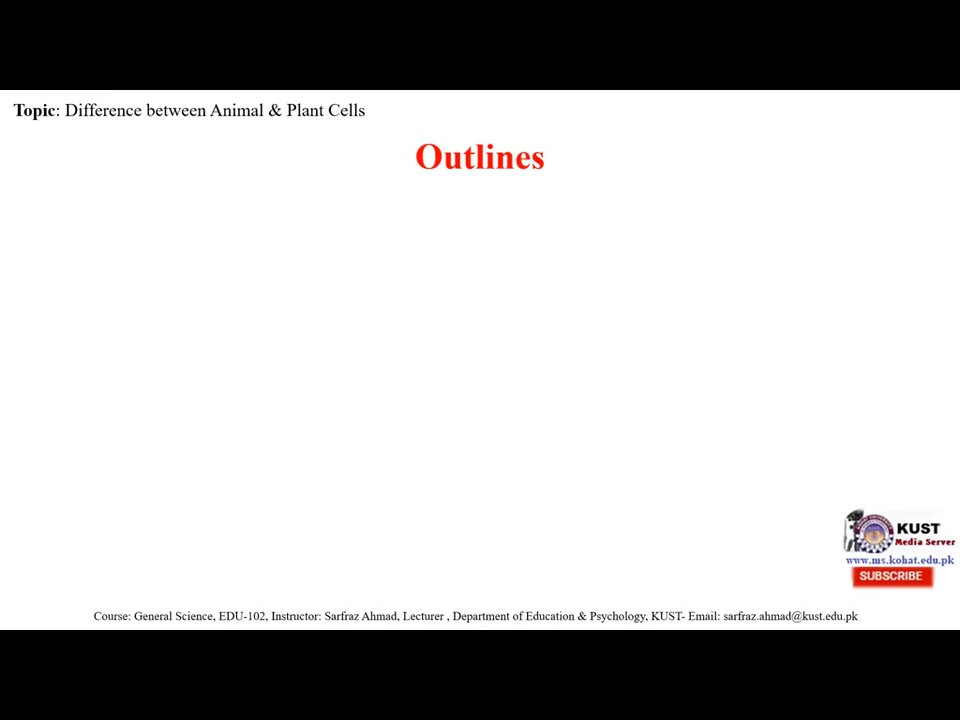 Topic: Difference between Animal & Plant Cells
Outlines
KUST
Media Server
www.ms.kohat.edu.pk
SUBSCRIBE
Course: General Science, EDU-102, Instructor: Sarfraz Ahmad, Lecturer , Department of Education & Psychology, KUST- Email: sarfraz.ahmad@kust.edu.pk